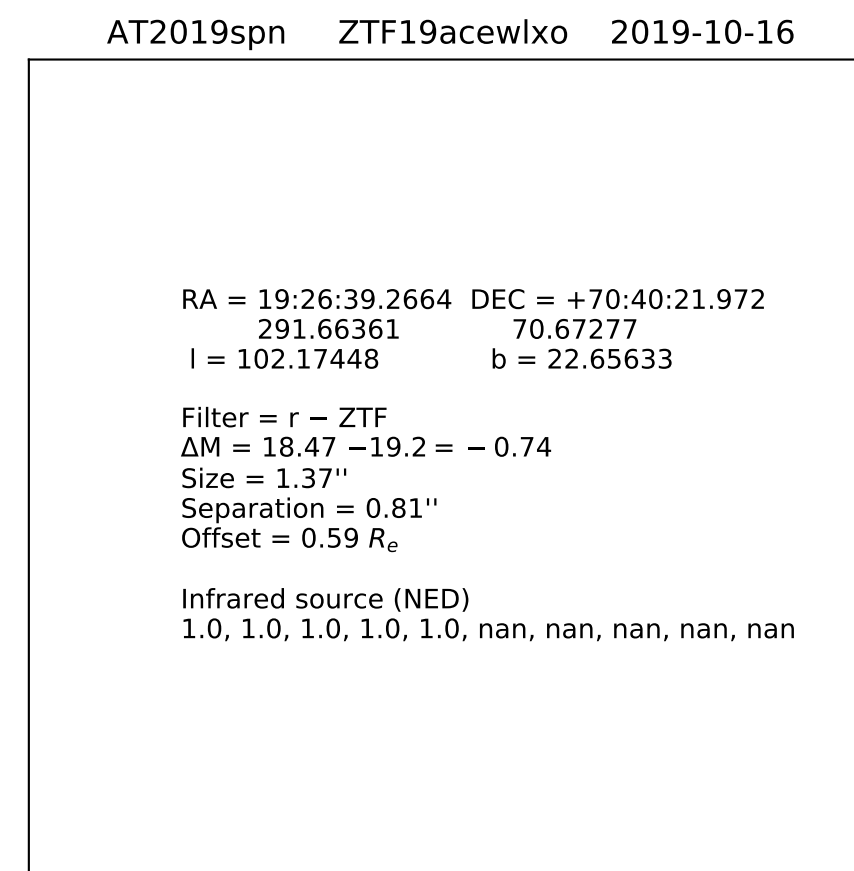 AT2019spn ZTF19acewlxo 2019-10-16
RA = 19:26:39.2664 DEC = +70:40:21.972
291.66361 70.67277
l = 102.17448 b = 22.65633
Filter = r − ZTF
ΔM = 18.47 −19.2 = − 0.74
Size = 1.37''
Separation = 0.81''
Offset = 0.59 Re
Infrared source (NED)
1.0, 1.0, 1.0, 1.0, 1.0, nan, nan, nan, nan, nan